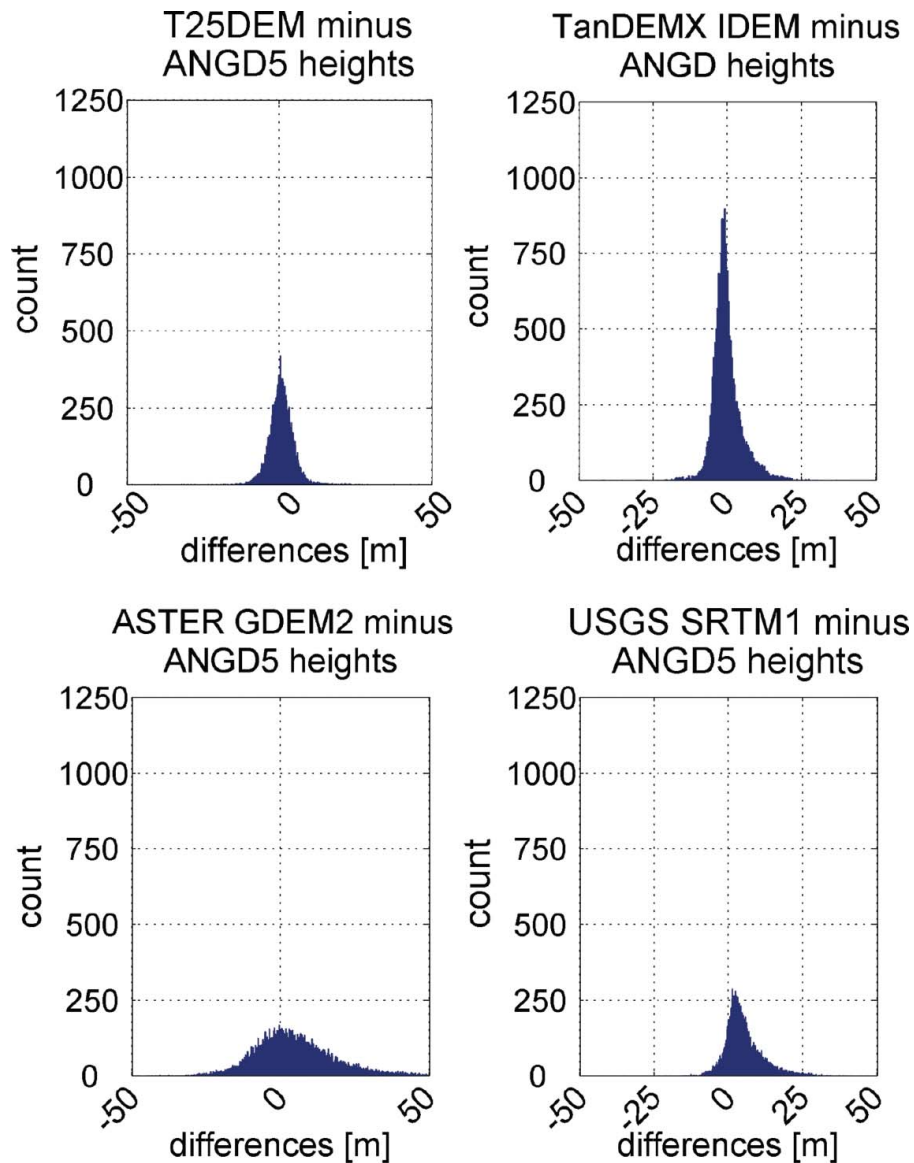 T25DEM minus
ANGD5 heights
1250
1000
750
500
250
0
count
-50
0
50
differences [m]
TanDEMX IDEM minus
ANGD heights
1250
1000
750
500
250
0
count
-50
-25
0
25
50
differences [m]
ASTER GDEM2 minus
ANGD5 heights
1250
1000
750
500
250
0
count
-50
0
50
differences [m]
USGS SRTM1 minus
ANGD5 heights
1250
1000
750
500
250
0
count
-50
-25
0
25
50
differences [m]